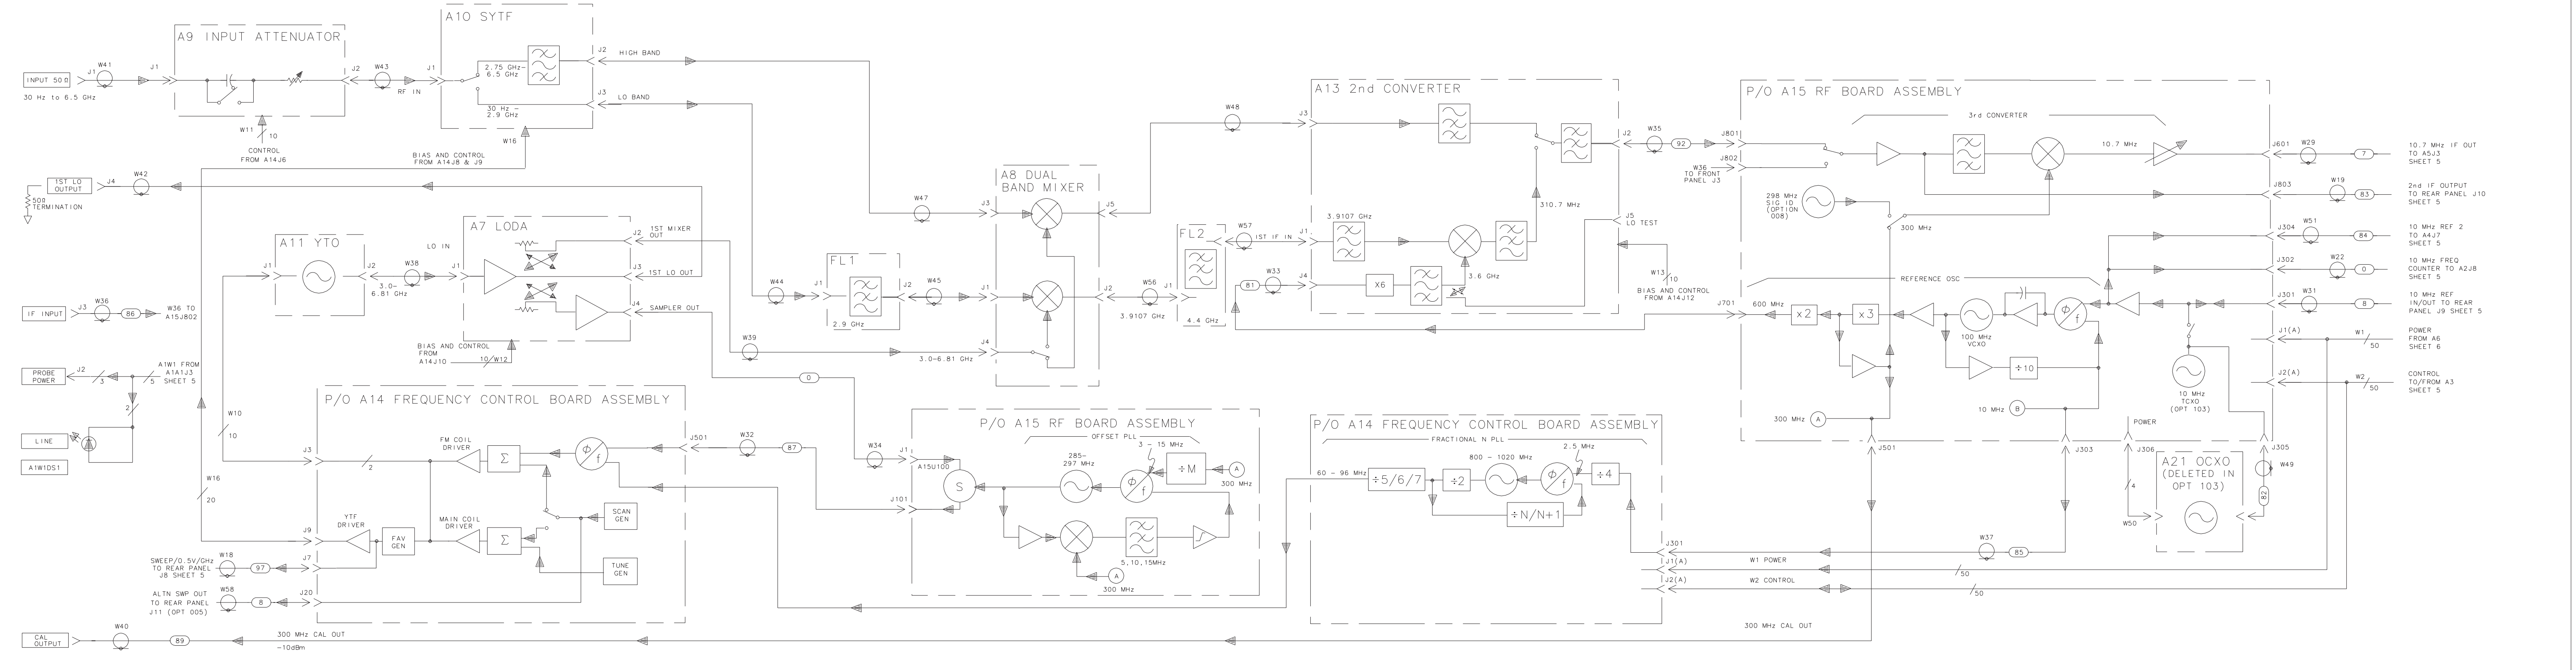 A10 SYTF
A9 INPUT ATTENUATOR
INPUT 50Ω
J1
W41
J1
J2
W43
RF IN
J1
30 Hz to 6.5 GHz
2.75 GHz-
6.5 GHz
30 Hz -
2.9 GHz
J2
HIGH BAND
J3
LO BAND
W11
10
CONTROL
FROM A14J6
W16
BIAS AND CONTROL
FROM A14J8 & J9
1ST LO
OUTPUT
J4
W42
50Ω
TERMINATION
A11 YTO
J1
J2
W38
3.0-
6.81 GHz
LO IN
A7 LODA
J1
J2
1ST MIXER
OUT
J3
1ST LO OUT
J4
SAMPLER OUT
BIAS AND CONTROL
FROM
A14J10
10/W12
IF INPUT
J3
W36
86
W36 TO
A15J802
PROBE
POWER
J2
3
5
A1W1 FROM
A1A1J3
SHEET 5
2
LINE
A1W1DS1
W10
10
W16
20
W47
W44
W39
0
FL1
J1
J2
2.9 GHz
W45
A8 DUAL
BAND MIXER
J3
J5
J1
J2
J4
3.0-6.81 GHz
W48
W56
3.9107 GHz
FL2
J1
4.4 GHz
W57
1ST IF IN
81
W33
A13 2nd CONVERTER
J3
J1
J4
3.9107 GHz
X6
3.6 GHz
310.7 MHz
J2
J5
LO TEST
W13
10
BIAS AND CONTROL
FROM A14J12
W35
92
P/O A15 RF BOARD ASSEMBLY
J801
J802
W36
TO FRONT
PANEL J3
3rd CONVERTER
10.7 MHz
298 MHz
SIG ID
(OPTION
008)
300 MHz
REFERENCE OSC
J701
600 MHz
x2
x3
100 MHz
VCXO
Φ
f
÷10
10 MHz
TCXO
(OPT 103)
300 MHz
A
10 MHz
B
J601
W29
7
10.7 MHz IF OUT
TO A5J3
SHEET 5
J803
W19
83
2nd IF OUTPUT
TO REAR PANEL J10
SHEET 5
J304
W51
84
10 MHz REF 2
TO A4J7
SHEET 5
J302
W22
0
10 MHz FREQ
COUNTER TO A2J8
SHEET 5
J301
W31
8
10 MHz REF
IN/OUT TO REAR
PANEL J9 SHEET 5
J1(A)
W1
50
POWER
FROM A6
SHEET 6
J2(A)
W2
50
CONTROL
TO/FROM A3
SHEET 5
J501
J303
POWER
J306
J305
4
W50
W49
82
A21 OCXO
(DELETED IN
OPT 103)
P/O A14 FREQUENCY CONTROL BOARD ASSEMBLY
J3
2
FM COIL
DRIVER
Σ
Φ
f
J501
W32
87
J9
YTF
DRIVER
FAV
GEN
MAIN COIL
DRIVER
Σ
SCAN
GEN
TUNE
GEN
J7
J20
SWEEP/0.5V/GHz
TO REAR PANEL
J8 SHEET 5
W18
97
ALTN SWP OUT
TO REAR PANEL
J11 (OPT 005)
W58
8
CAL
OUTPUT
W40
89
300 MHz CAL OUT
-10dBm
P/O A15 RF BOARD ASSEMBLY
W34
J1
A15U100
S
J101
OFFSET PLL
285-
297 MHz
3 - 15 MHz
Φ
f
÷M
A
300 MHz
5,10,15MHz
A
300 MHz
P/O A14 FREQUENCY CONTROL BOARD ASSEMBLY
FRACTIONAL N PLL
60 - 96 MHz
÷5/6/7
÷2
800 - 1020 MHz
Φ
f
2.5 MHz
÷4
÷N/N+1
J301
J1(A)
J2(A)
W37
85
W1 POWER
50
W2 CONTROL
50
300 MHz CAL OUT